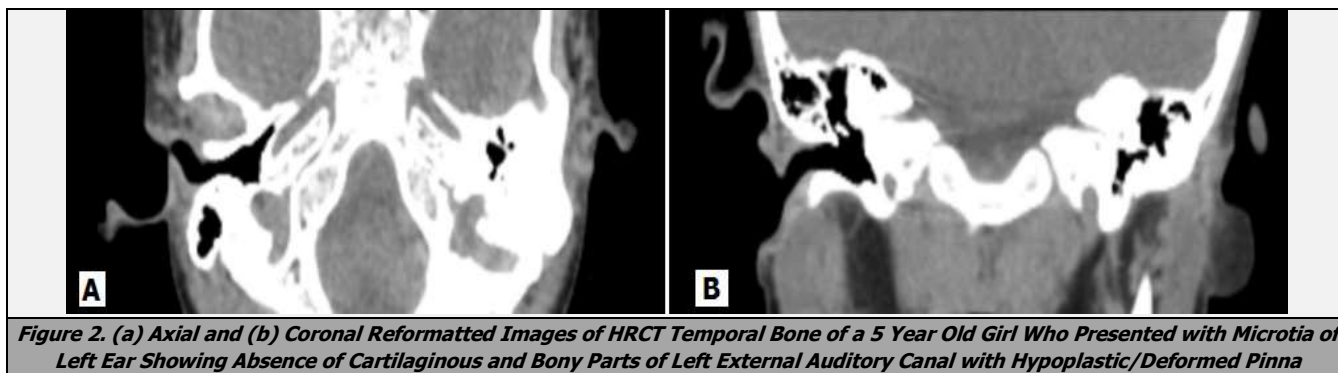 A
B
Figure 2. (a) Axial and (b) Coronal Reformatted Images of HRCT Temporal Bone of a 5 Year Old Girl Who Presented with Microtia of
Left Ear Showing Absence of Cartilaginous and Bony Parts of Left External Auditory Canal with Hypoplastic/Deformed Pinna